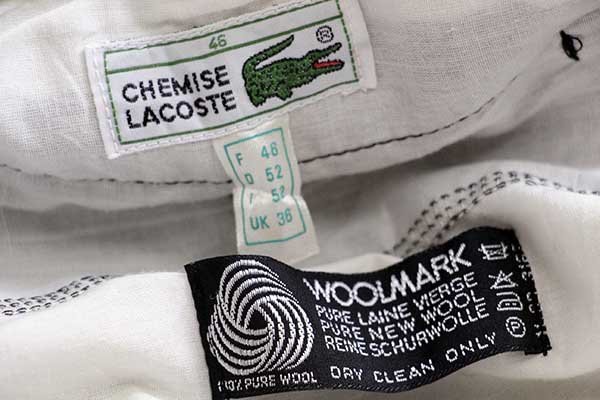 46
CHEMISE
LACOSTE
®
F 46
D 52
I 52
UK 36
WOOLMARK
PURE LAINE VIERGE
PURE NEW WOOL
REINE SCHURWOLLE
100% PURE WOOL
DRY CLEAN ONLY
P